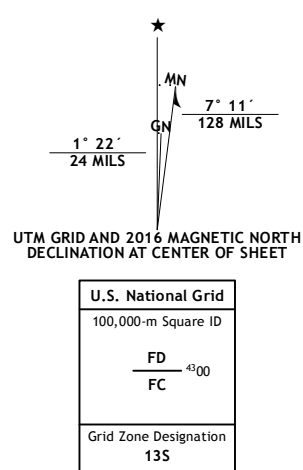 ★
MN
GN
7° 11´
128 MILS
1° 22´
24 MILS
UTM GRID AND 2016 MAGNETIC NORTH
DECLINATION AT CENTER OF SHEET
U.S. National Grid
100,000-m Square ID
FD
⁴³00
FC
Grid Zone Designation
13S